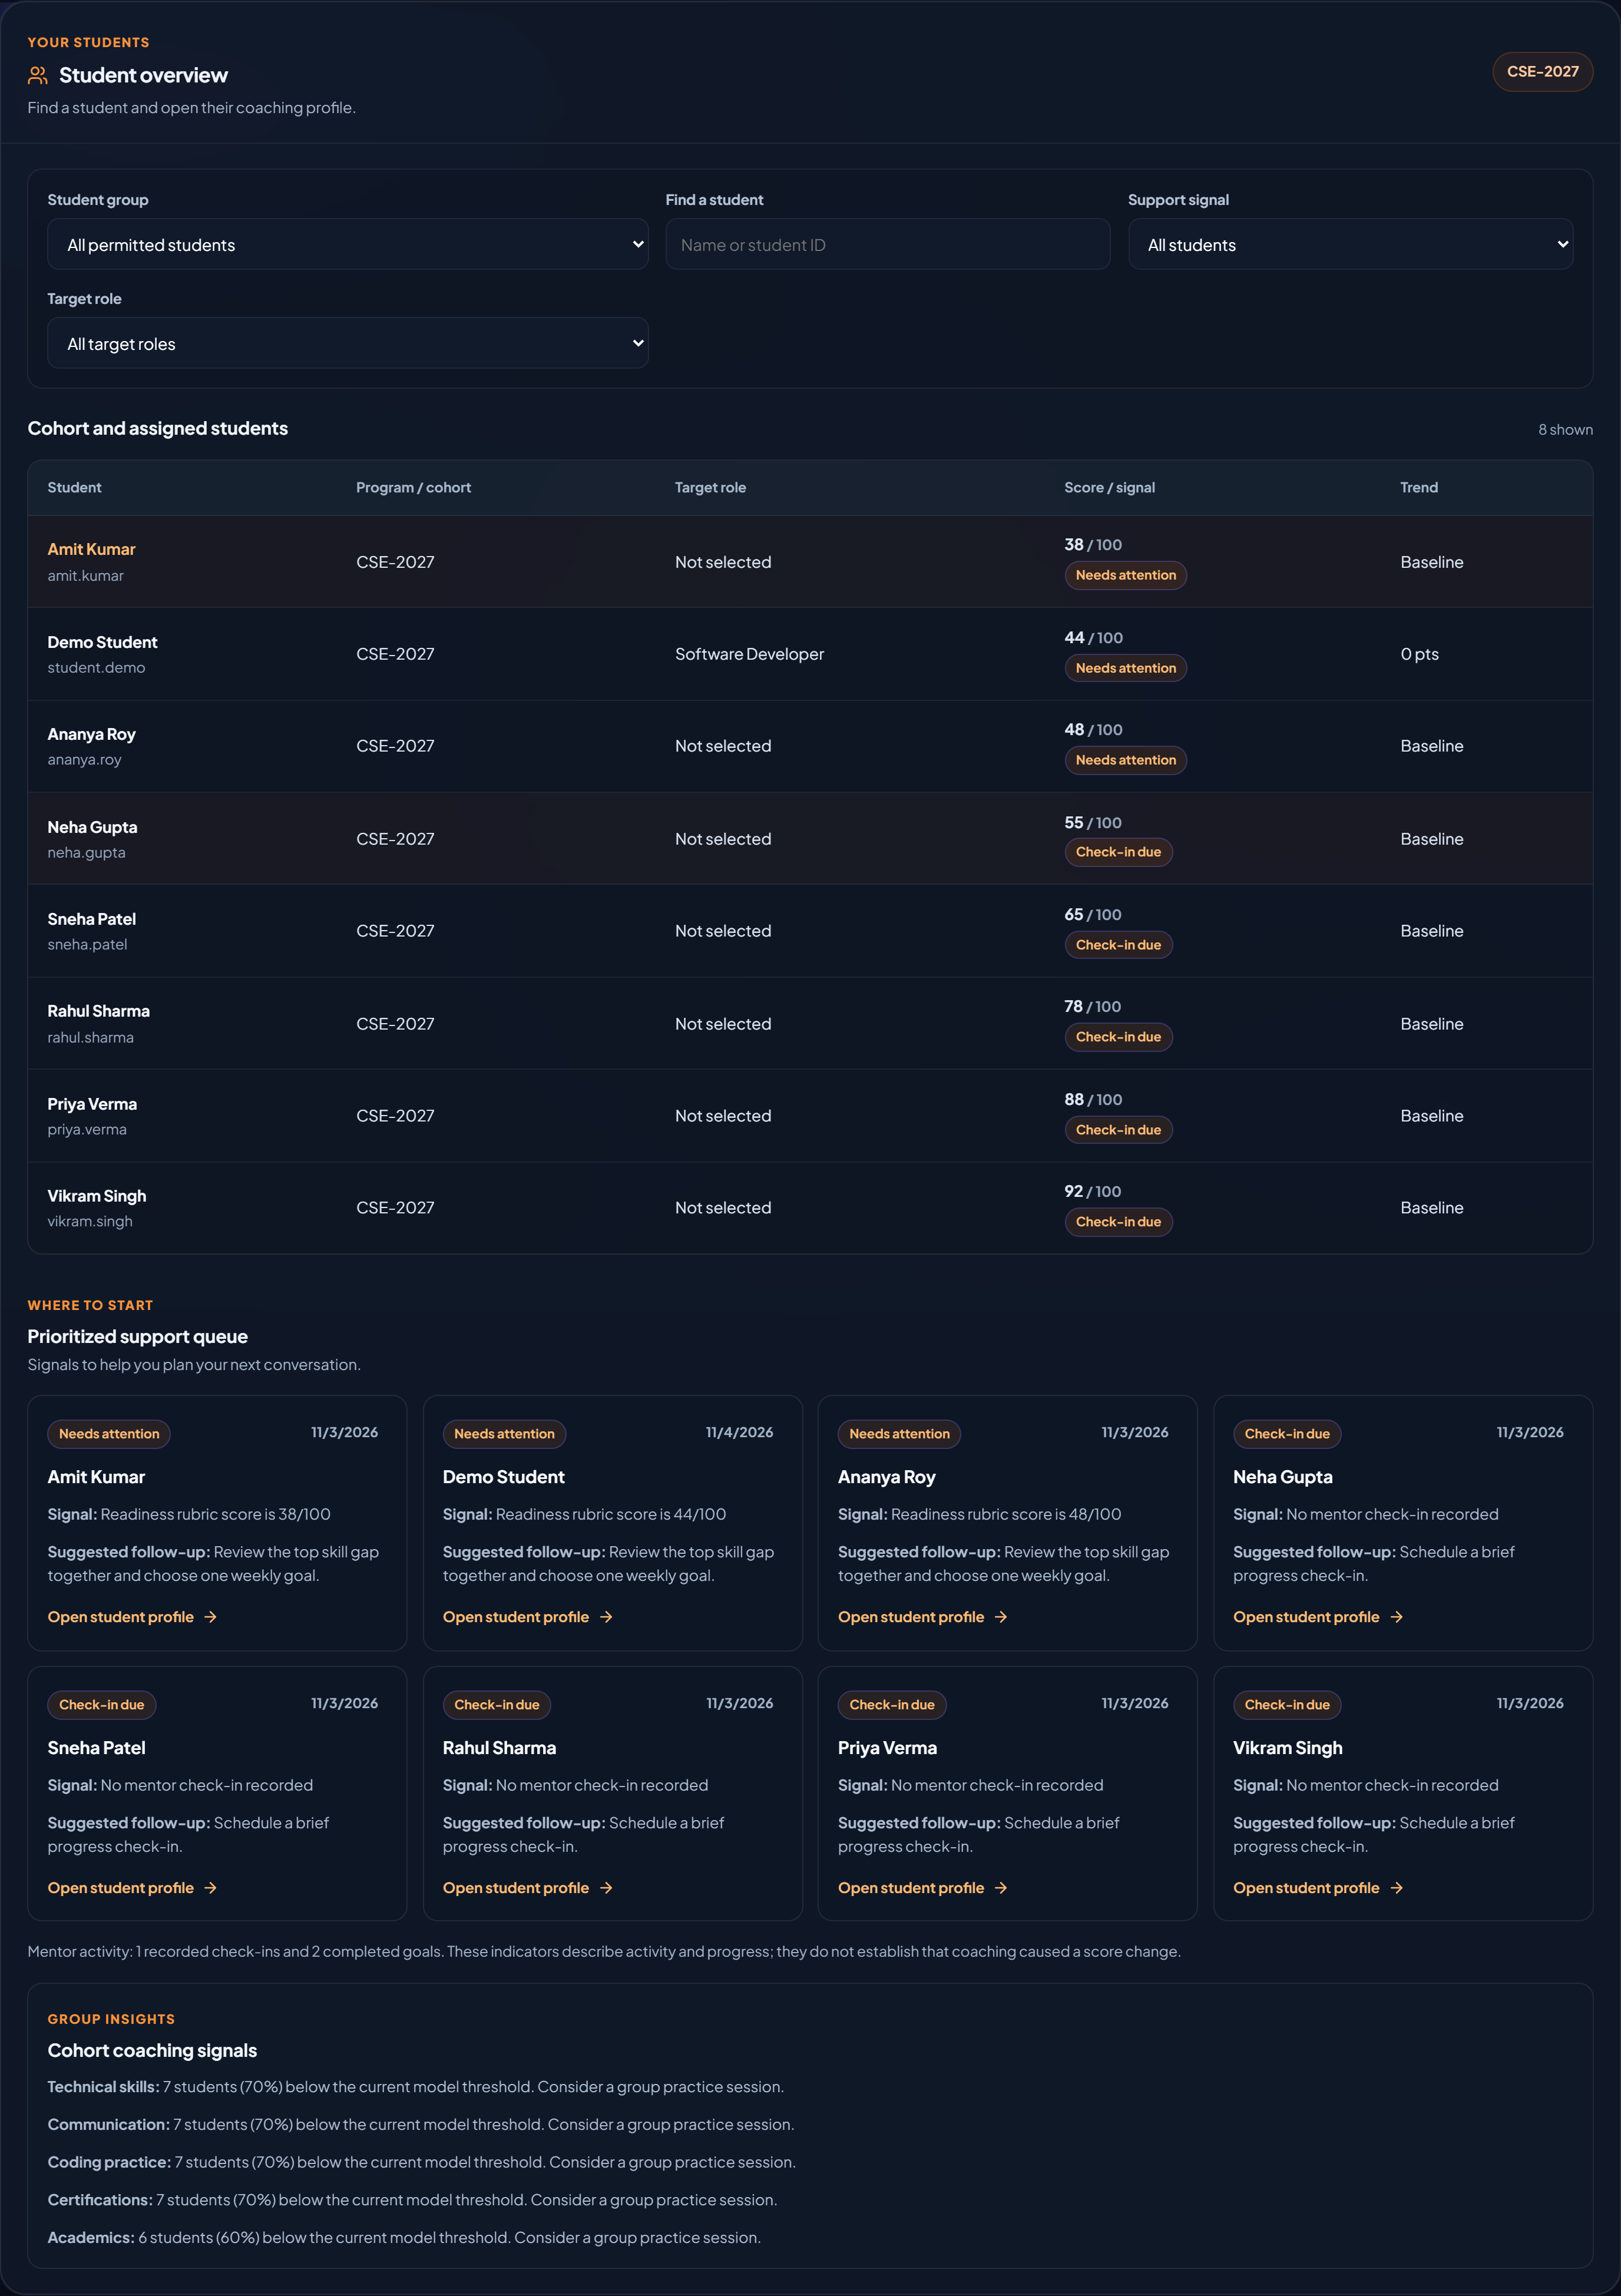 YOUR STUDENTS
Student overview
Find a student and open their coaching profile.
CSE-2027
Student group
Find a student
Support signal
All permitted students
Name or student ID
All students
Target role
All target roles
Cohort and assigned students
8 shown
Student Program / cohort Target role Score / signal Trend
Amit Kumar
amit.kumar
CSE-2027
Not selected
38 / 100
Needs attention
Baseline
Demo Student
student.demo
CSE-2027
Software Developer
44 / 100
Needs attention
0 pts
Ananya Roy
ananya.roy
CSE-2027
Not selected
48 / 100
Needs attention
Baseline
Neha Gupta
neha.gupta
CSE-2027
Not selected
55 / 100
Check-in due
Baseline
Sneha Patel
sneha.patel
CSE-2027
Not selected
65 / 100
Check-in due
Baseline
Rahul Sharma
rahul.sharma
CSE-2027
Not selected
78 / 100
Check-in due
Baseline
Priya Verma
priya.verma
CSE-2027
Not selected
88 / 100
Check-in due
Baseline
Vikram Singh
vikram.singh
CSE-2027
Not selected
92 / 100
Check-in due
Baseline
WHERE TO START
Prioritized support queue
Signals to help you plan your next conversation.
Needs attention
11/3/2026
Amit Kumar
Signal: Readiness rubric score is 38/100
Suggested follow-up: Review the top skill gap
together and choose one weekly goal.
Open student profile →
Needs attention
11/4/2026
Demo Student
Signal: Readiness rubric score is 44/100
Suggested follow-up: Review the top skill gap
together and choose one weekly goal.
Open student profile →
Needs attention
11/3/2026
Ananya Roy
Signal: Readiness rubric score is 48/100
Suggested follow-up: Review the top skill gap
together and choose one weekly goal.
Open student profile →
Check-in due
11/3/2026
Neha Gupta
Signal: No mentor check-in recorded
Suggested follow-up: Schedule a brief
progress check-in.
Open student profile →
Check-in due
11/3/2026
Sneha Patel
Signal: No mentor check-in recorded
Suggested follow-up: Schedule a brief
progress check-in.
Open student profile →
Check-in due
11/3/2026
Rahul Sharma
Signal: No mentor check-in recorded
Suggested follow-up: Schedule a brief
progress check-in.
Open student profile →
Check-in due
11/3/2026
Priya Verma
Signal: No mentor check-in recorded
Suggested follow-up: Schedule a brief
progress check-in.
Open student profile →
Check-in due
11/3/2026
Vikram Singh
Signal: No mentor check-in recorded
Suggested follow-up: Schedule a brief
progress check-in.
Open student profile →
Mentor activity: 1 recorded check-ins and 2 completed goals. These indicators describe activity and progress; they do not establish that coaching caused a score change.
GROUP INSIGHTS
Cohort coaching signals
Technical skills: 7 students (70%) below the current model threshold. Consider a group practice session.
Communication: 7 students (70%) below the current model threshold. Consider a group practice session.
Coding practice: 7 students (70%) below the current model threshold. Consider a group practice session.
Certifications: 7 students (70%) below the current model threshold. Consider a group practice session.
Academics: 6 students (60%) below the current model threshold. Consider a group practice session.